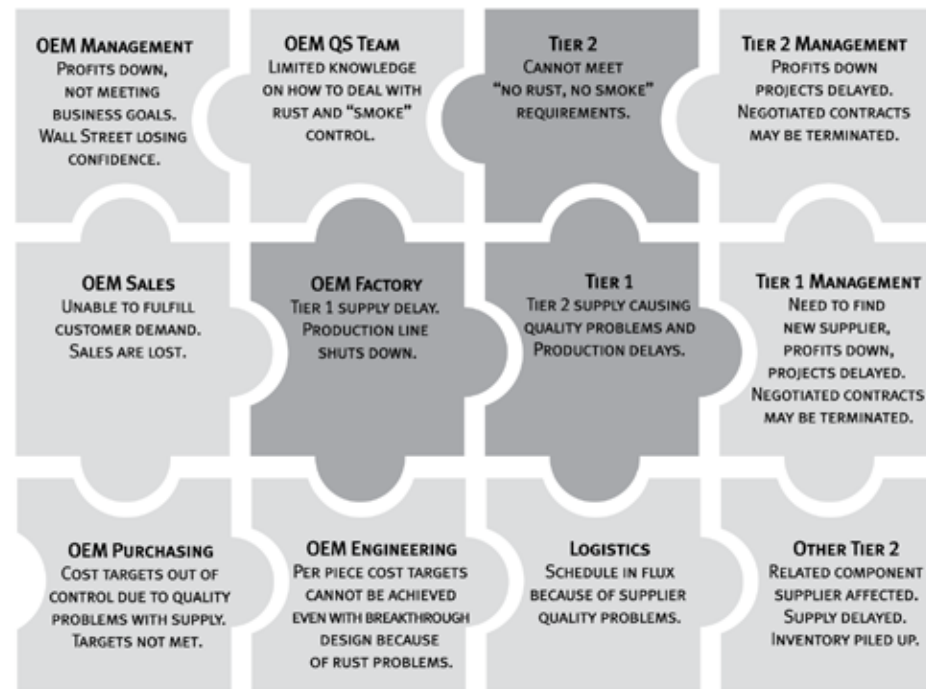 OEM MANAGEMENT
PROFITS DOWN,
NOT MEETING
BUSINESS GOALS.
WALL STREET LOSING
CONFIDENCE.
OEM QS TEAM
LIMITED KNOWLEDGE
ON HOW TO DEAL WITH
RUST AND "SMOKE"
CONTROL.
TIER 2
CANNOT MEET
"NO RUST, NO SMOKE"
REQUIREMENTS.
TIER 2 MANAGEMENT
PROFITS DOWN
PROJECTS DELAYED.
NEGOTIATED CONTRACTS
MAY BE TERMINATED.
OEM SALES
UNABLE TO FULFILL
CUSTOMER DEMAND.
SALES ARE LOST.
OEM FACTORY
TIER 1 SUPPLY DELAY.
PRODUCTION LINE
SHUTS DOWN.
TIER 1
TIER 2 SUPPLY CAUSING
QUALITY PROBLEMS AND
PRODUCTION DELAYS.
TIER 1 MANAGEMENT
NEED TO FIND
NEW SUPPLIER,
PROFITS DOWN,
PROJECTS DELAYED.
NEGOTIATED CONTRACTS
MAY BE TERMINATED.
OEM PURCHASING
COST TARGETS OUT OF
CONTROL DUE TO QUALITY
PROBLEMS WITH SUPPLY.
TARGETS NOT MET.
OEM ENGINEERING
PER PIECE COST TARGETS
CANNOT BE ACHIEVED
EVEN WITH BREAKTHROUGH
DESIGN BECAUSE
OF RUST PROBLEMS.
LOGISTICS
SCHEDULE IN FLUX
BECAUSE OF SUPPLIER
QUALITY PROBLEMS.
OTHER TIER 2
RELATED COMPONENT
SUPPLIER AFFECTED.
SUPPLY DELAYED.
INVENTORY PILED UP.